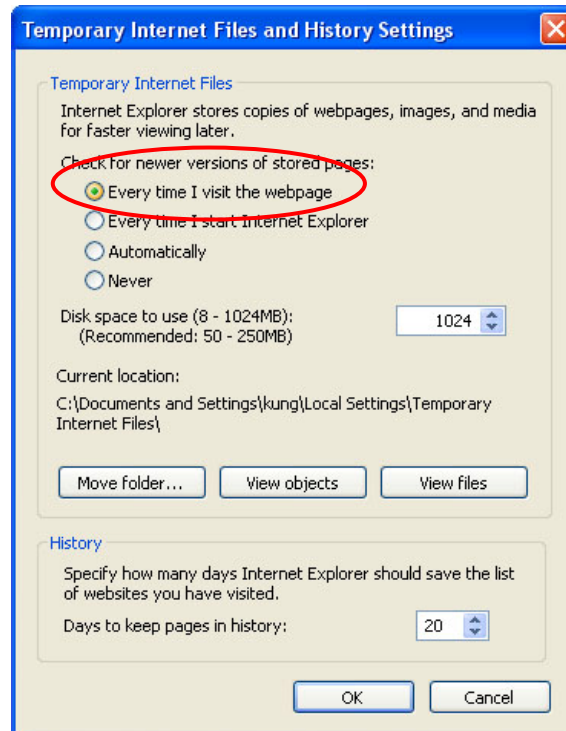 Temporary Internet Files and History Settings
Temporary Internet Files
Internet Explorer stores copies of webpages, images, and media
for faster viewing later.
Check for newer versions of stored pages:
Every time I visit the webpage
Every time I start Internet Explorer
Automatically
Never
Disk space to use (8 - 1024MB):
(Recommended: 50 - 250MB)
1024
Current location:
C:\Documents and Settings\kung\Local Settings\Temporary
Internet Files\
Move folder... View objects View files
History
Specify how many days Internet Explorer should save the list
of websites you have visited.
Days to keep pages in history: 20
OK Cancel